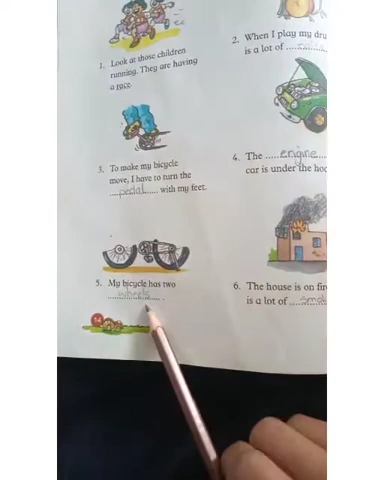 1. Look at those children
running. They are having
a race.
2. When I play my dru
is a lot of
3. To make my bicycle
move, I have to turn the
pedal with my feet.
4. The engine
car is under the hoo
5. My bicycle has two
wheels.
6. The house is on fir
is a lot of smok